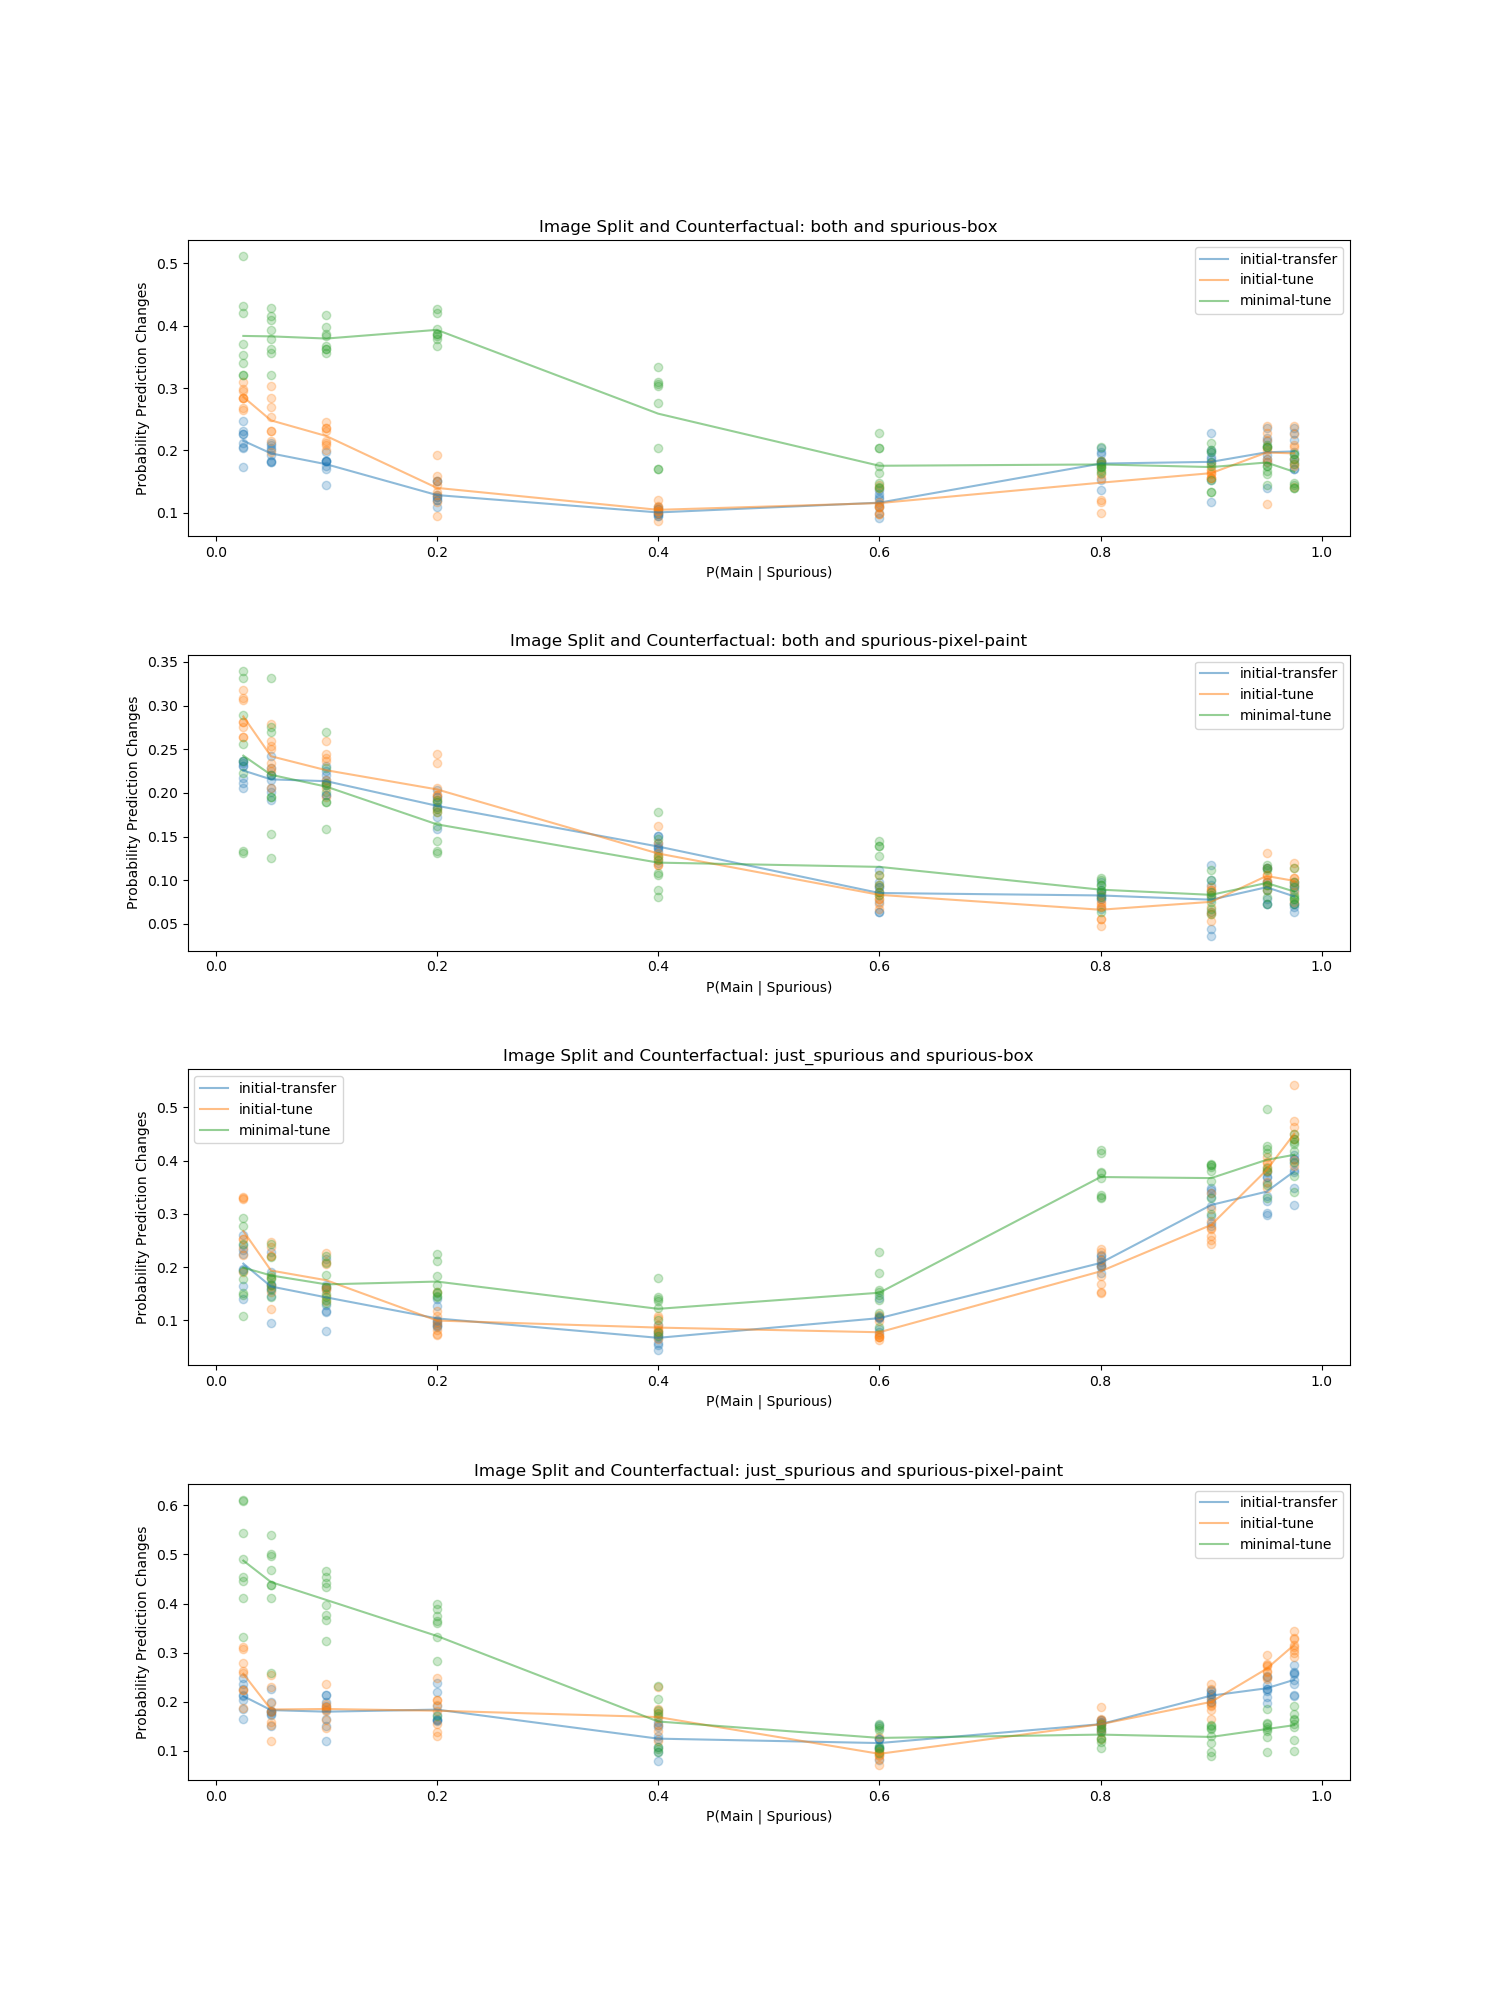 Image Split and Counterfactual: both and spurious-box
Probability Prediction Changes
0.5
0.4
0.3
0.2
0.1
initial-transfer
initial-tune
minimal-tune
0.0 0.2 0.4 0.6 0.8 1.0
P(Main | Spurious)
Image Split and Counterfactual: both and spurious-pixel-paint
Probability Prediction Changes
0.35
0.30
0.25
0.20
0.15
0.10
0.05
initial-transfer
initial-tune
minimal-tune
0.0 0.2 0.4 0.6 0.8 1.0
P(Main | Spurious)
Image Split and Counterfactual: just_spurious and spurious-box
Probability Prediction Changes
0.5
0.4
0.3
0.2
0.1
initial-transfer
initial-tune
minimal-tune
0.0 0.2 0.4 0.6 0.8 1.0
P(Main | Spurious)
Image Split and Counterfactual: just_spurious and spurious-pixel-paint
Probability Prediction Changes
0.6
0.5
0.4
0.3
0.2
0.1
initial-transfer
initial-tune
minimal-tune
0.0 0.2 0.4 0.6 0.8 1.0
P(Main | Spurious)